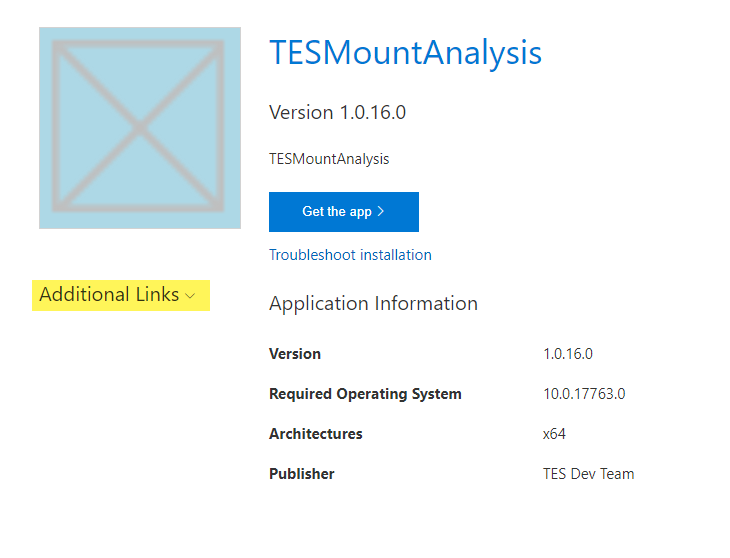 TESMountAnalysis
Version 1.0.16.0
TESMountAnalysis
Get the app
Troubleshoot installation
Additional Links
Application Information
Version 1.0.16.0
Required Operating System 10.0.17763.0
Architectures x64
Publisher TES Dev Team